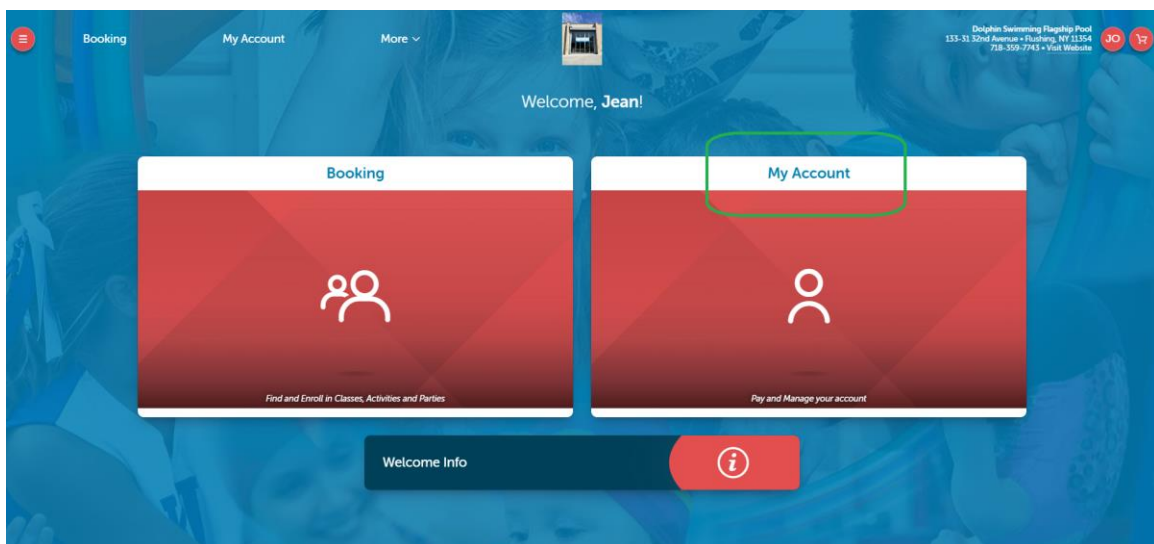 Booking
My Account
More
Dolphin Swimming Flagship Pool
133-31 32nd Avenue • Flushing, NY 11354
718-359-7743 • Visit Website
JO
Welcome, Jean!
Booking
My Account
Find and Enroll in Classes, Activities and Parties
Pay and Manage your account
Welcome Info
i